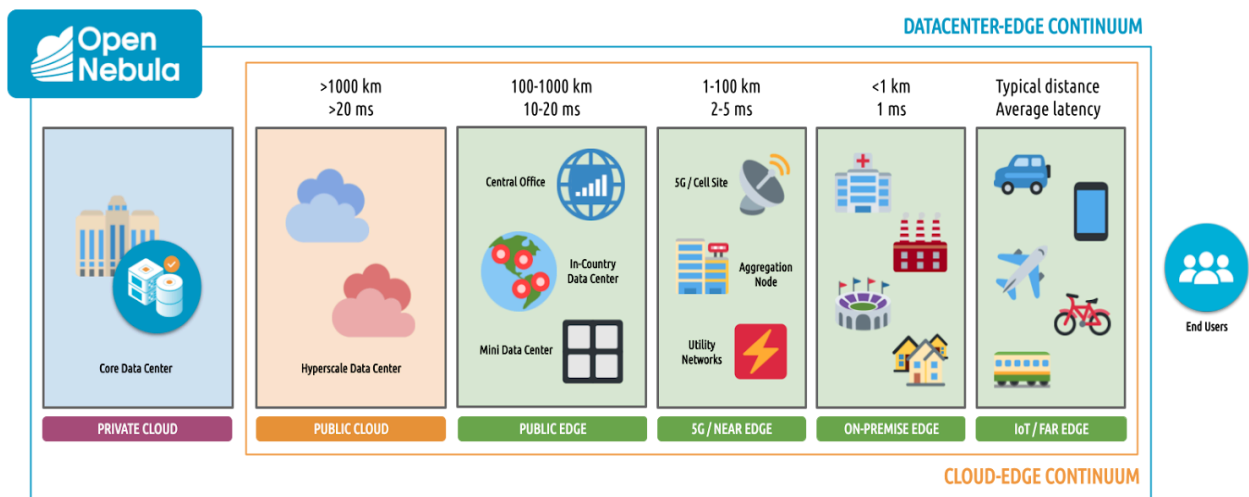 Open
Nebula
DATACENTER-EDGE CONTINUUM
>1000 km
>20 ms
100-1000 km
10-20 ms
1-100 km
2-5 ms
<1 km
1 ms
Typical distance
Average latency
Core Data Center
Hyperscale Data Center
Central Office
In-Country
Data Center
Mini Data Center
5G / Cell Site
Aggregation
Node
Utility
Networks
End Users
PRIVATE CLOUD
PUBLIC CLOUD
PUBLIC EDGE
5G / NEAR EDGE
ON-PREMISE EDGE
IoT / FAR EDGE
CLOUD-EDGE CONTINUUM